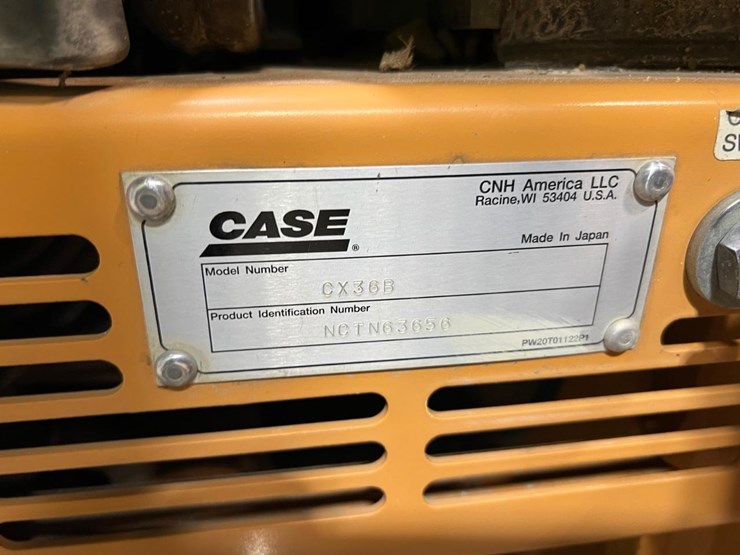 CNH America LLC
Racine, WI 53404 U.S.A.
CASE®
Made In Japan
Model Number
CX36B
Product Identification Number
NCTN63656
PW20T01122P1